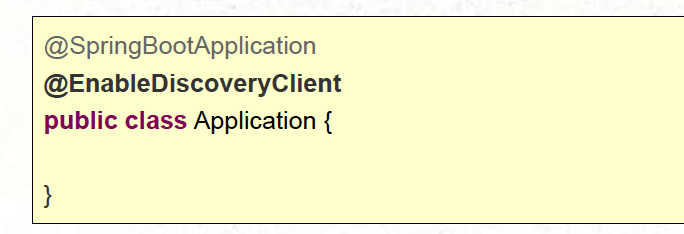 @SpringBootApplication
@EnableDiscoveryClient
public class Application {
}